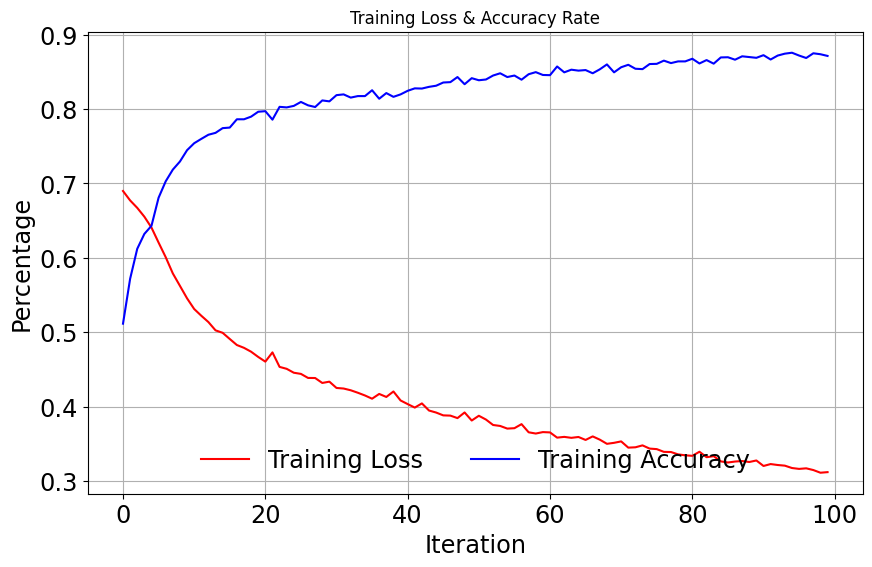 Training Loss & Accuracy Rate
Percentage
0.9
0.8
0.7
0.6
0.5
0.4
0.3
Training Loss Training Accuracy
0 20 40 60 80 100
Iteration